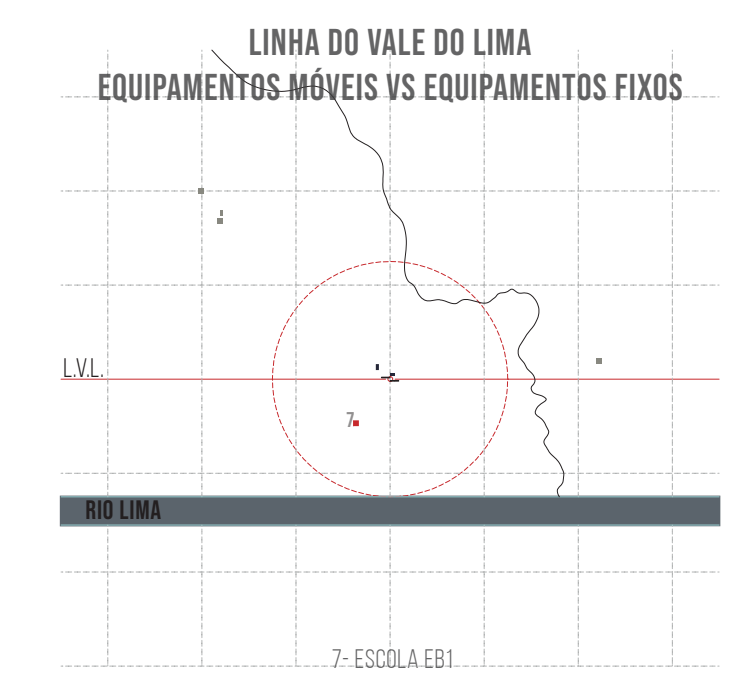 LINHA DO VALE DO LIMA
EQUIPAMENTOS MÓVEIS VS EQUIPAMENTOS FIXOS
L.V.L.
7
RIO LIMA
7- ESCOLA EB1